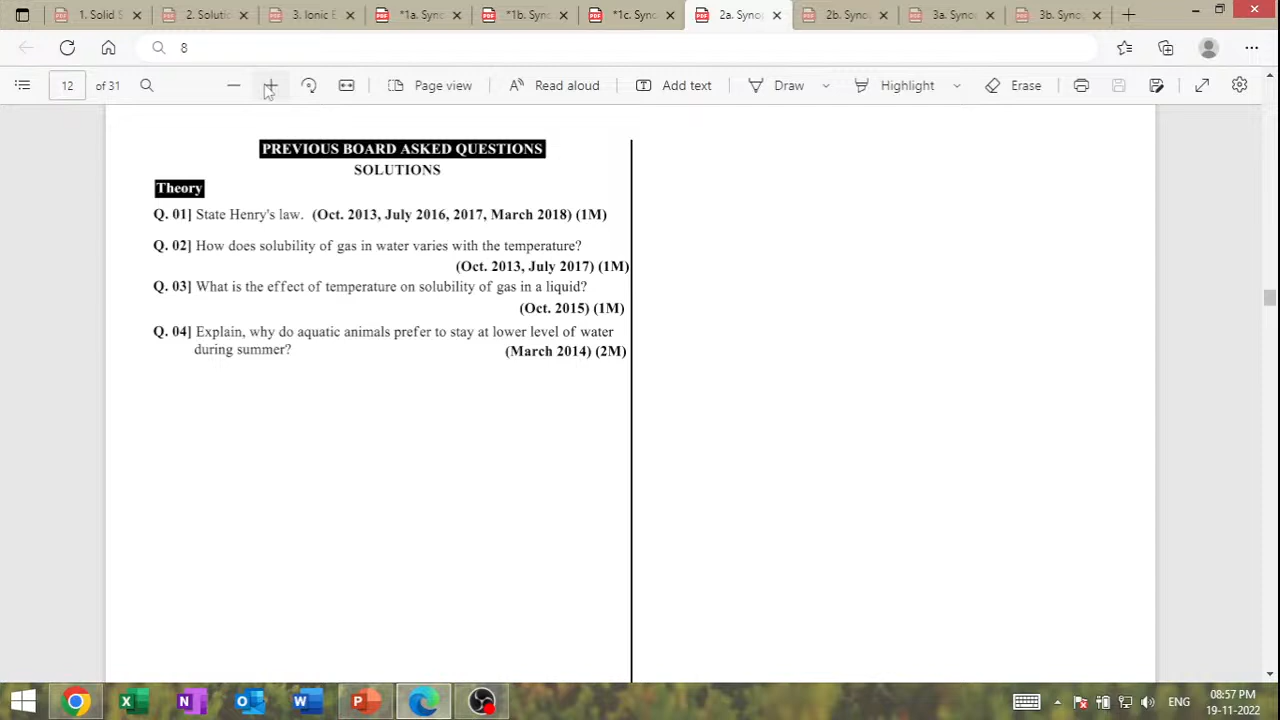 1. Solid S
2. Soluti
3. Ionic E
*1a. Sync
*1b. Sync
*1c. Sync
2a. Syno
2b. Sync
3a. Sync
3b. Sync
8
12 of 31
Page view
Read aloud
Add text
Draw
Highlight
Erase
PREVIOUS BOARD ASKED QUESTIONS
SOLUTIONS
Theory
Q. 01] State Henry's law. (Oct. 2013, July 2016, 2017, March 2018) (1M)
Q. 02] How does solubility of gas in water varies with the temperature?
(Oct. 2013, July 2017) (1M)
Q. 03] What is the effect of temperature on solubility of gas in a liquid?
(Oct. 2015) (1M)
Q. 04] Explain, why do aquatic animals prefer to stay at lower level of water
during summer? (March 2014) (2M)
ENG
08:57 PM
19-11-2022